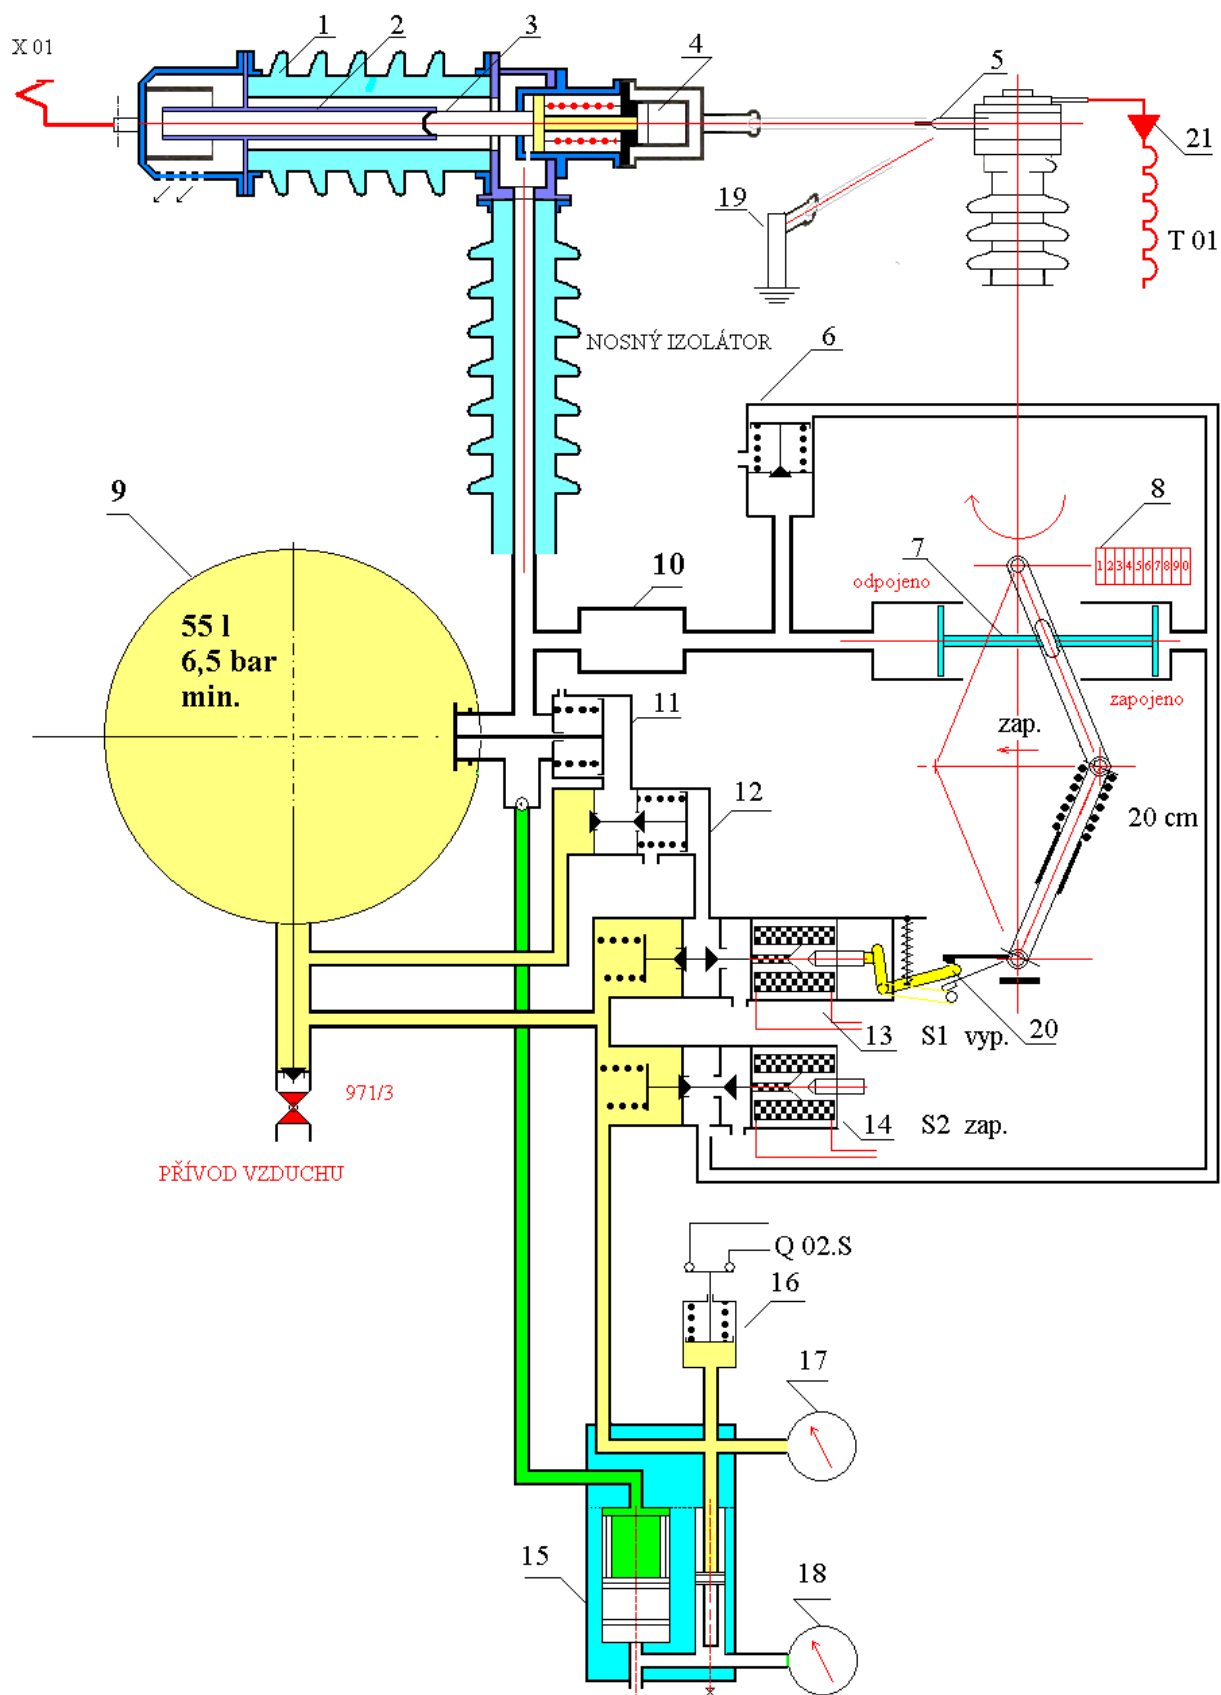 X 01
1
2
3
4
5
21
19
T 01
NOSNÝ IZOLÁTOR
6
9
8
7
1 2 3 4 5 6 7 8 9 0
odpojeno
10
55 l
6,5 bar
min.
zapojeno
11
zap.
12
20 cm
13
S1 vyp.
20
971/3
14
S2 zap.
PŘÍVOD VZDUCHU
Q 02.S
16
17
15
18